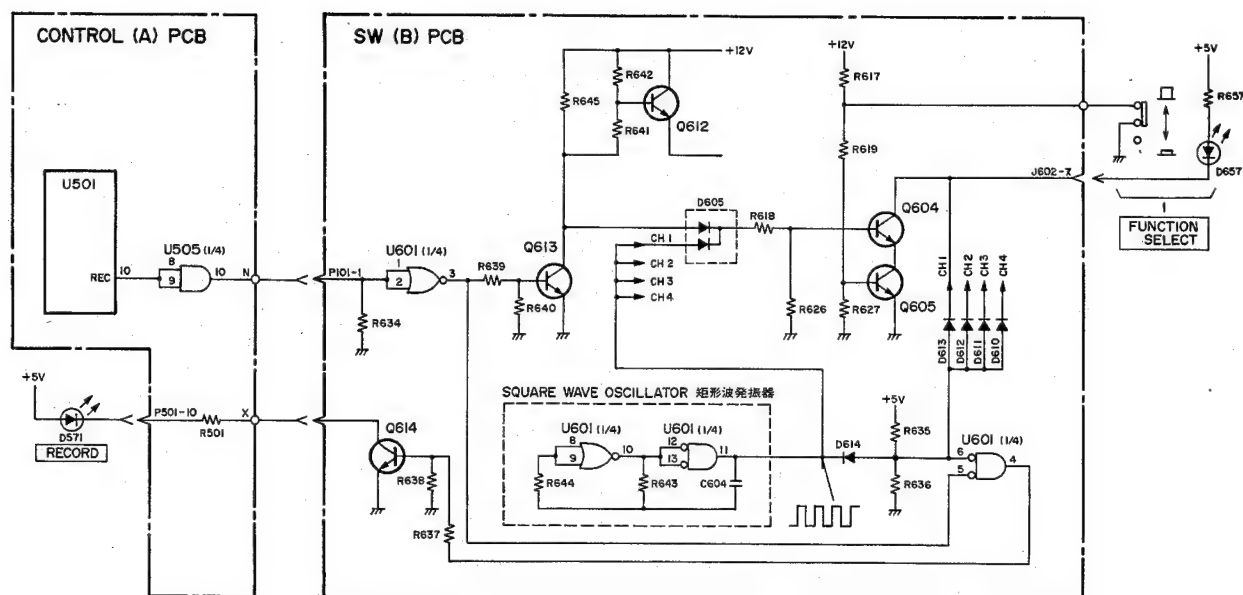 CONTROL (A) PCB
SW (B) PCB
+12V
+12V
+5V
R642
R645
R641
Q612
R617
R657
U501
R619
D657
J602-7
D605
Q604
FUNCTION SELECT
1
U505 (1/4)
U601 (1/4)
Q613
R618
CH 1
CH 2
CH 3
CH 4
REC
10
8
9
10
N
P101-1
1
2
3
R639
R640
R634
Q605
R626
R627
CH1
CH2
CH3
CH4
D613
D612
D611
D610
SQUARE WAVE OSCILLATOR 矩形波発振器
+5V
+5V
P501-10
X
D571
R501
RECORD
Q614
R638
R637
U601 (1/4)
8
9
10
U601 (1/4)
12
13
11
R644
R643
C604
D614
R635
R636
U601 (1/4)
6
5
4